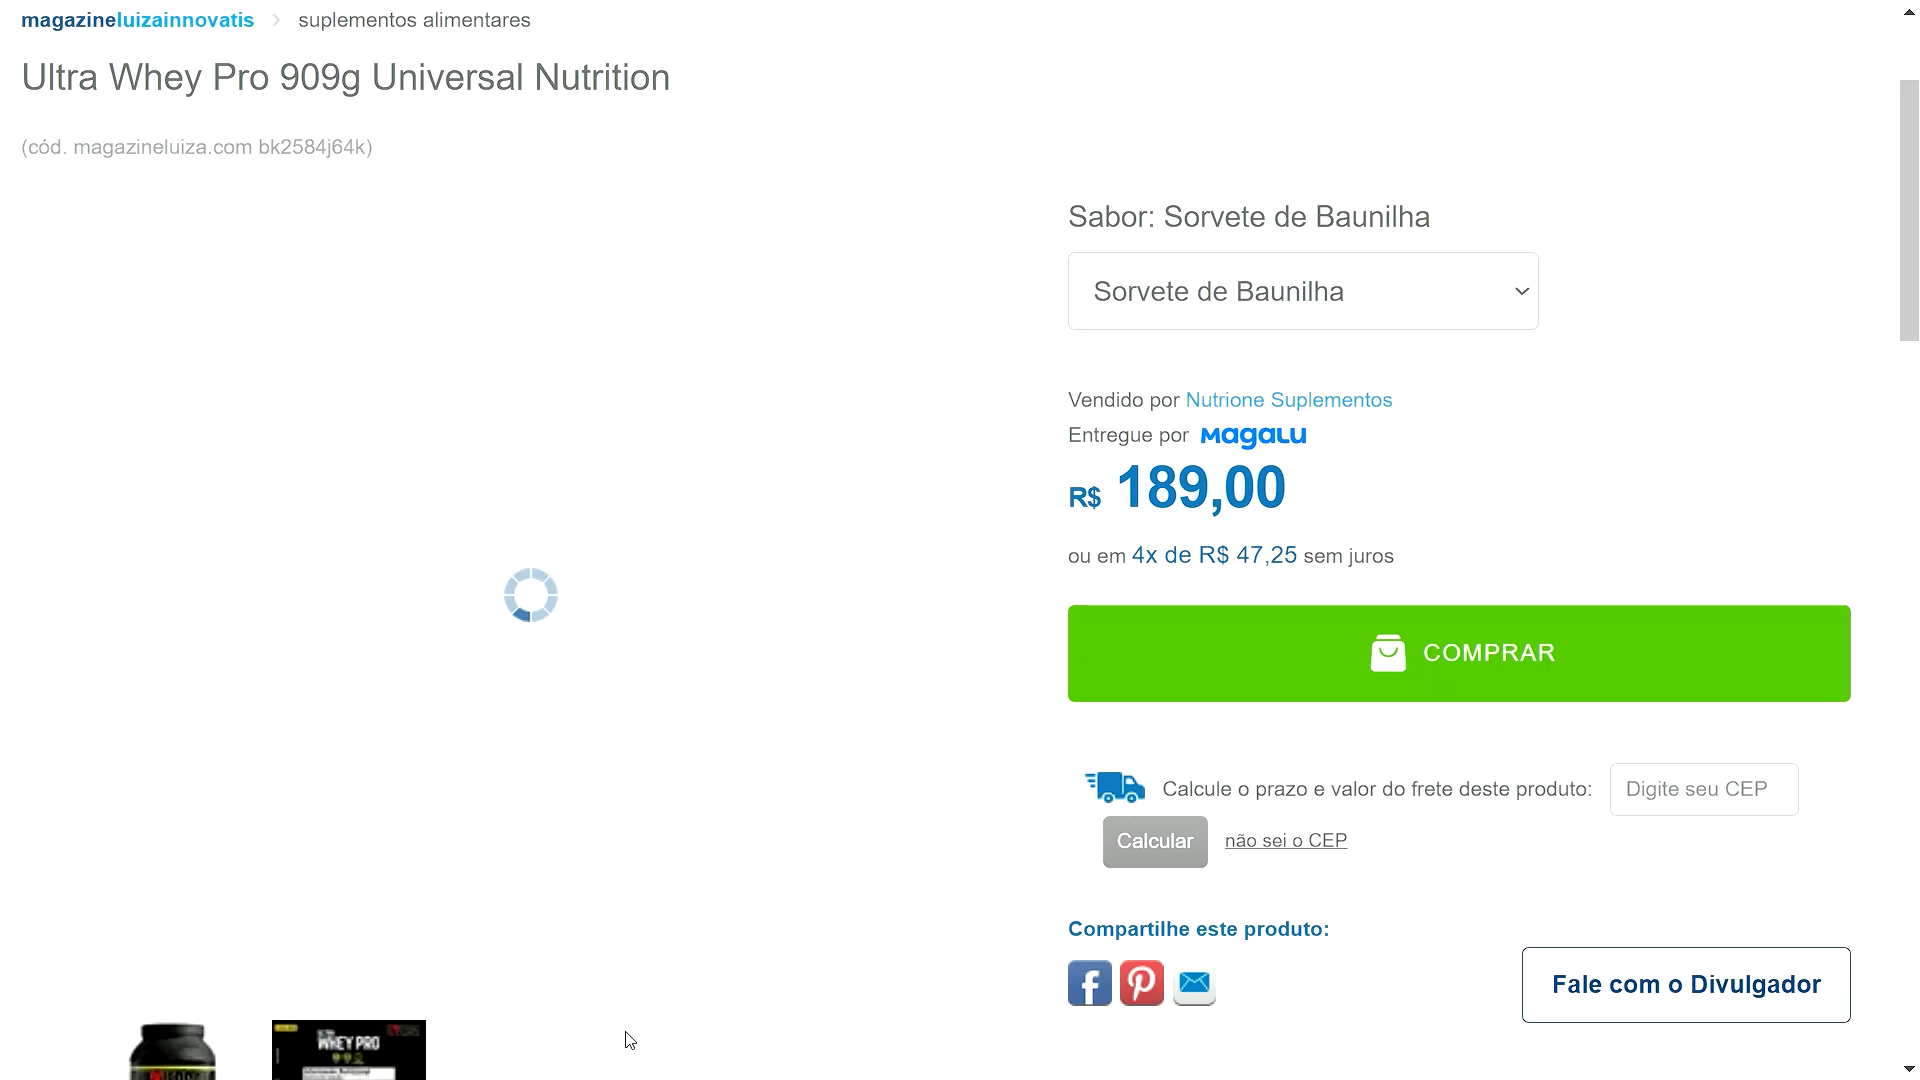 magazineluizainnovatis > suplementos alimentares
Ultra Whey Pro 909g Universal Nutrition
(cód. magazineluiza.com bk2584j64k)
Sabor: Sorvete de Baunilha
Sorvete de Baunilha
Vendido por Nutrione Suplementos
Entregue por Magalu
R$ 189,00
ou em 4x de R$ 47,25 sem juros
COMPRAR
Calcule o prazo e valor do frete deste produto: Digite seu CEP
Calcular não sei o CEP
Compartilhe este produto:
Fale com o Divulgador
WHEY PRO